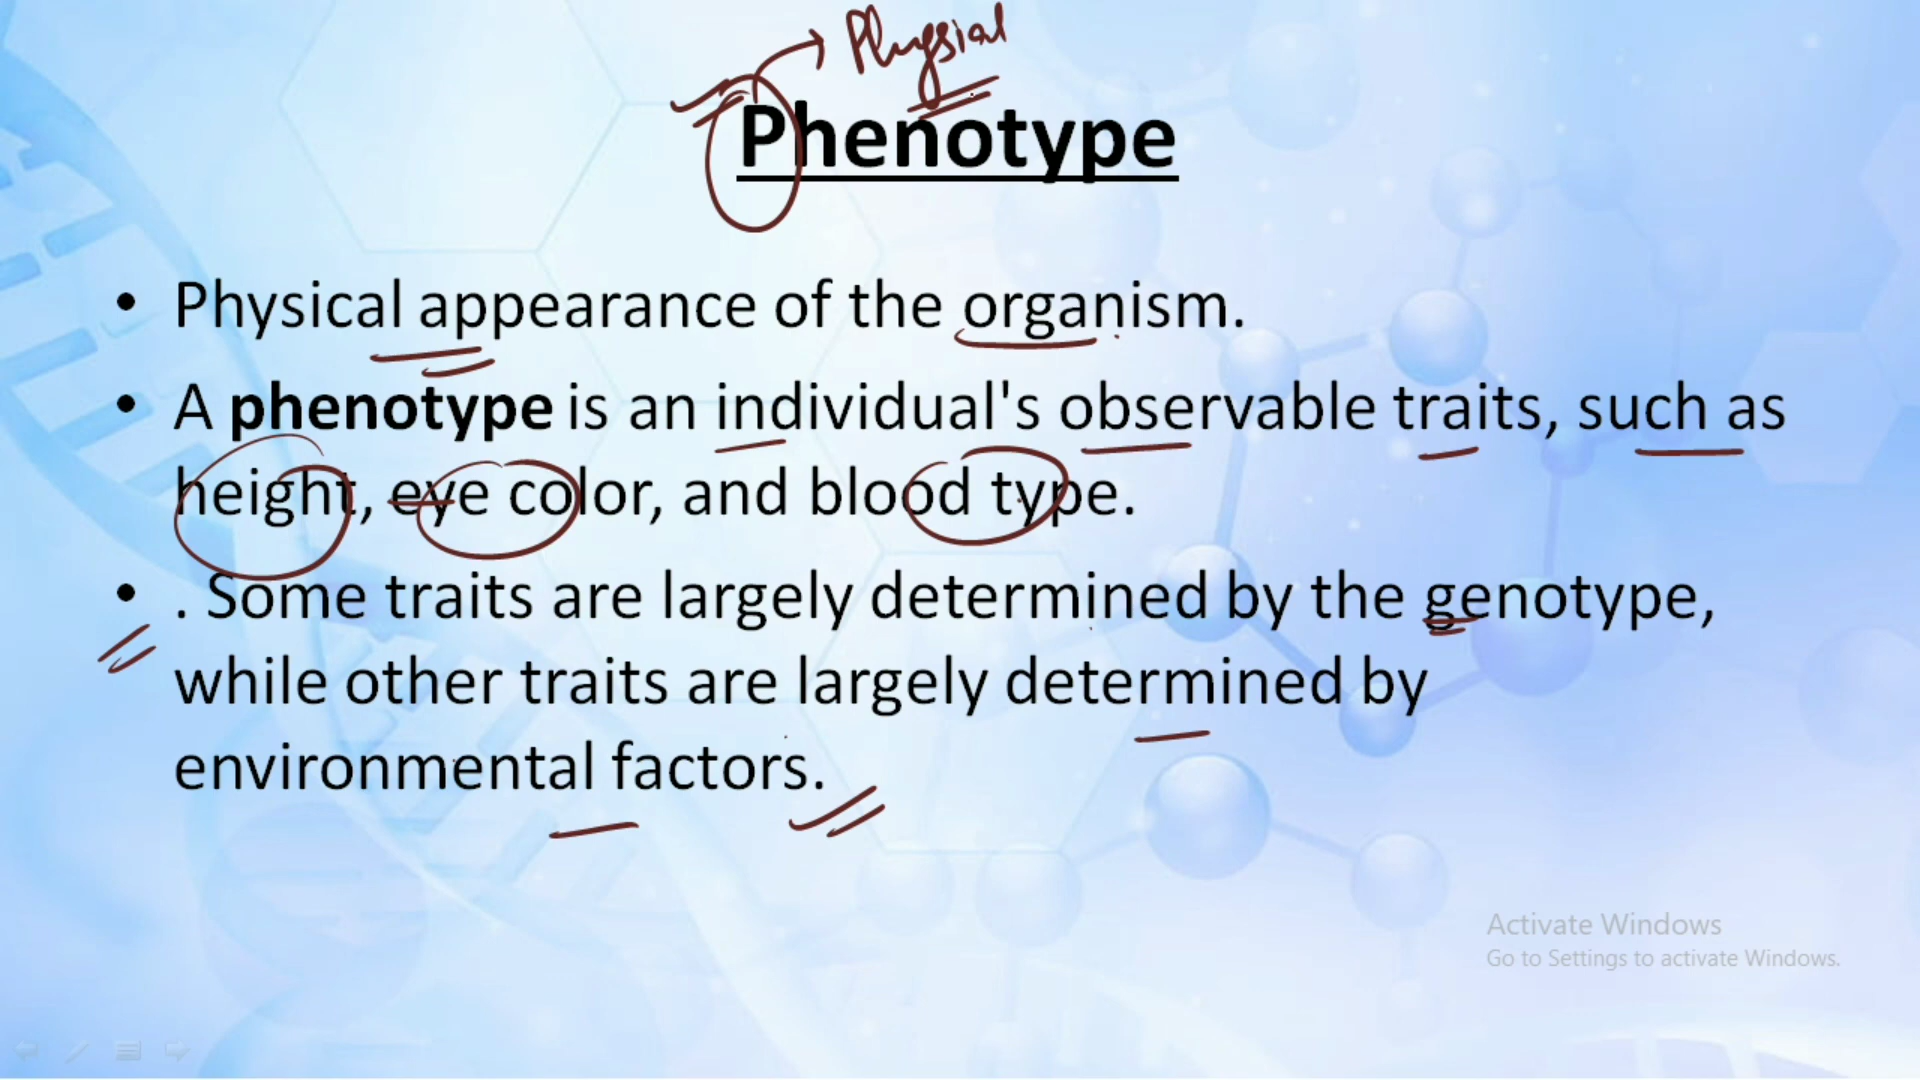 Physial
Phenotype
• Physical appearance of the organism.
• A phenotype is an individual's observable traits, such as
height, eye color, and blood type.
• . Some traits are largely determined by the genotype,
while other traits are largely determined by
environmental factors.
Activate Windows
Go to Settings to activate Windows.